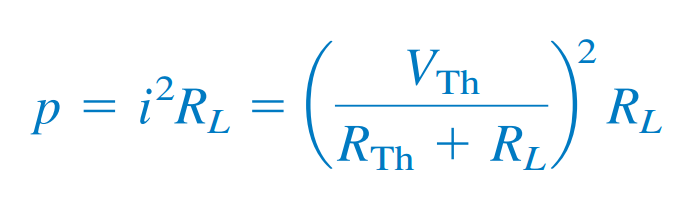 p = i²R_L = (V_Th / (R_Th + R_L))² R_L